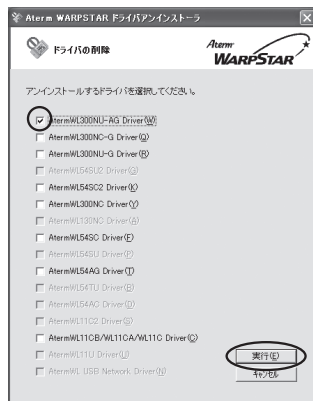 Aterm WARPSTAR ドライバアンインストーラ
ドライバの削除
Aterm
WARPSTAR
アンインストールするドライバを選択してください。
AtermWL300NU-AG Driver(W)
AtermWL300NC-G Driver(Q)
AtermWL300NU-G Driver(R)
AtermWL54SU2 Driver(G)
AtermWL54SC2 Driver(K)
AtermWL300NC Driver(Y)
AtermWL130NC Driver(A)
AtermWL54SC Driver(F)
AtermWL54SU Driver(P)
AtermWL54AG Driver(T)
AtermWL54TU Driver(B)
AtermWL54AC Driver(D)
AtermWL11C2 Driver(S)
AtermWL11CB/WL11CA/WL11C Driver(C)
AtermWL11U Driver(U)
AtermWL USB Network Driver(N)
実行(E)
キャンセル